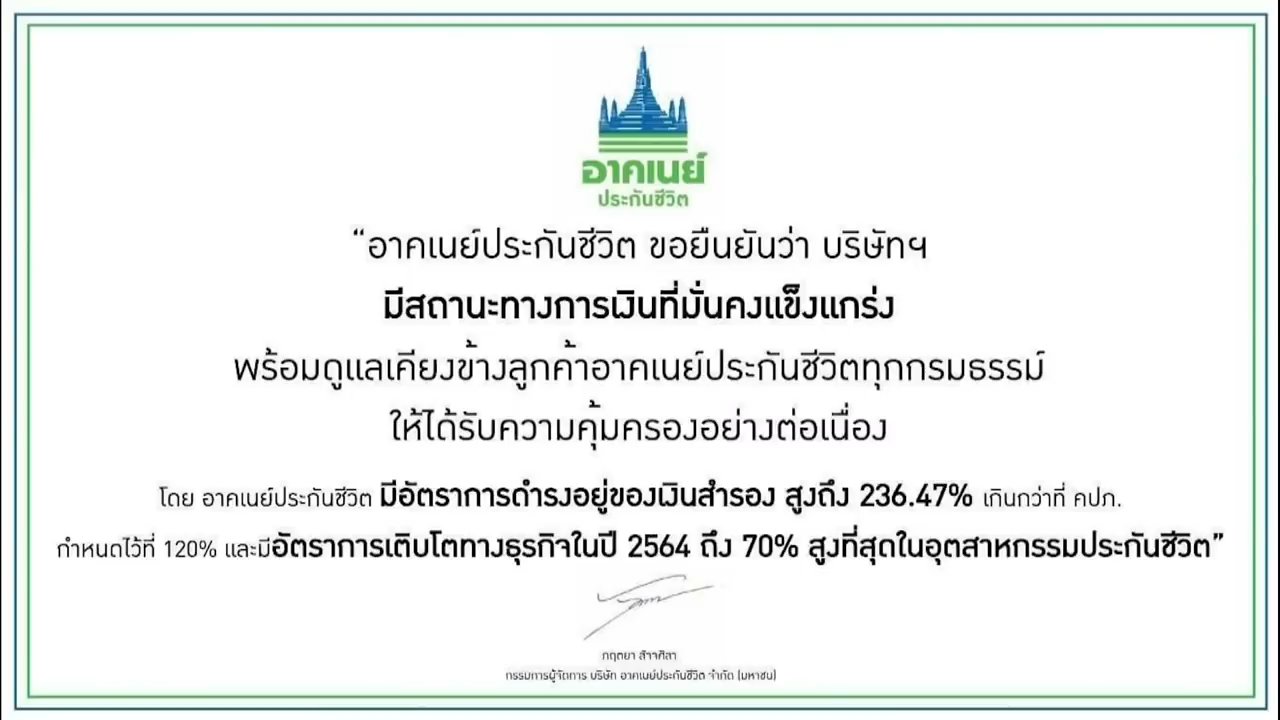 อาคเนย์
ประกันชีวิต
“อาคเนย์ประกันชีวิต ขอยืนยันว่า บริษัทฯ
มีสถานะทางการเงินที่มั่นคงแข็งแกร่ง
พร้อมดูแลเคียงข้างลูกค้าอาคเนย์ประกันชีวิตทุกกรมธรรม์
ให้ได้รับความคุ้มครองอย่างต่อเนื่อง
โดย อาคเนย์ประกันชีวิต มีอัตราการดำรงอยู่ของเงินสำรอง สูงถึง 236.47% เกินกว่าที่ คปภ.
กำหนดไว้ที่ 120% และมีอัตราการเติบโตทางธุรกิจในปี 2564 ถึง 70% สูงที่สุดในอุตสาหกรรมประกันชีวิต”
กฤตยา สัจจศิลา
กรรมการผู้จัดการ บริษัท อาคเนย์ประกันชีวิต จำกัด (มหาชน)